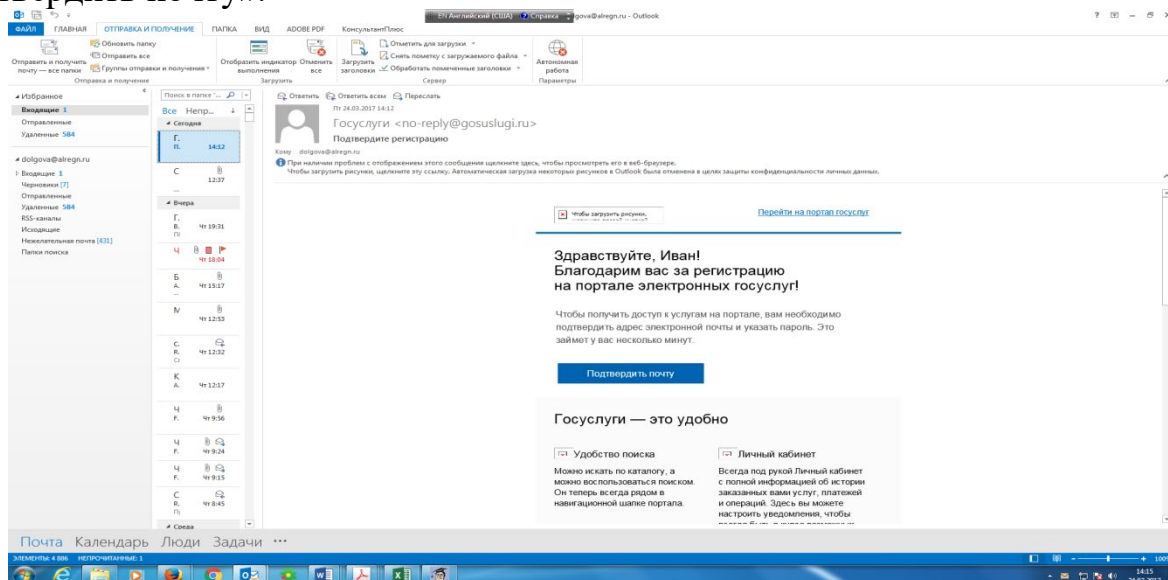 твердить почту».
EN Английский (США) Справка
gova@alregn.ru - Outlook
ФАЙЛ ГЛАВНАЯ ОТПРАВКА И ПОЛУЧЕНИЕ ПАПКА ВИД ADOBE PDF КонсультантПлюс
Отправить и получить почту — все папки
Обновить папку
Отправить все
Группы отправки и получения
Отправка и получение
Отобразить индикатор выполнения
Отменить все
Загрузить
Загрузить заголовки
Отметить для загрузки
Снять пометку с загружаемого файла
Обработать помеченные заголовки
Сервер
Автономная работа
Параметры
Избранное
Входящие 1
Отправленные
Удаленные 584
dolgova@alregn.ru
Входящие 1
Черновики [7]
Отправленные
Удаленные 584
RSS-каналы
Исходящие
Нежелательная почта [431]
Папки поиска
Поиск в папке "...
Все Непр...
Сегодня
Г.
П. 14:12
С
12:37
...
Вчера
Г.
В. Чт 19:31
Ч
Чт 18:04
Б
А. Чт 15:17
...
Чт 12:53
С.
R. Чт 12:32
К
А. Чт 12:17
Ч
F. Чт 9:56
Ч
F. Чт 9:24
Ч
F. Чт 9:15
С
R. Чт 8:45
Среда
Ответить Ответить всем Переслать
Пт 24.03.2017 14:12
Госуслуги <no-reply@gosuslugi.ru>
Подтвердите регистрацию
Кому dolgova@alregn.ru
При наличии проблем с отображением этого сообщения щелкните здесь, чтобы просмотреть его в веб-браузере.
Чтобы загрузить рисунки, щелкните эту ссылку. Автоматическая загрузка некоторых рисунков в Outlook была отменена в целях защиты конфиденциальности личных данных.
Чтобы загрузить рисунки,
Перейти на портал госуслуг
Здравствуйте, Иван!
Благодарим вас за регистрацию
на портале электронных госуслуг!
Чтобы получить доступ к услугам на портале, вам необходимо
подтвердить адрес электронной почты и указать пароль. Это
займет у вас несколько минут.
Подтвердить почту
Госуслуги — это удобно
Удобство поиска
Можно искать по каталогу, а
можно воспользоваться поиском.
Он теперь всегда рядом в
навигационной шапке портала.
Личный кабинет
Всегда под рукой Личный кабинет
с полной информацией об истории
заказанных вами услуг, платежей
и операций. Здесь вы можете
настроить уведомления, чтобы
Почта Календарь Люди Задачи ...
ЭЛЕМЕНТЫ: 4 886 НЕПРОЧИТАННЫЕ: 1
100%
14:15